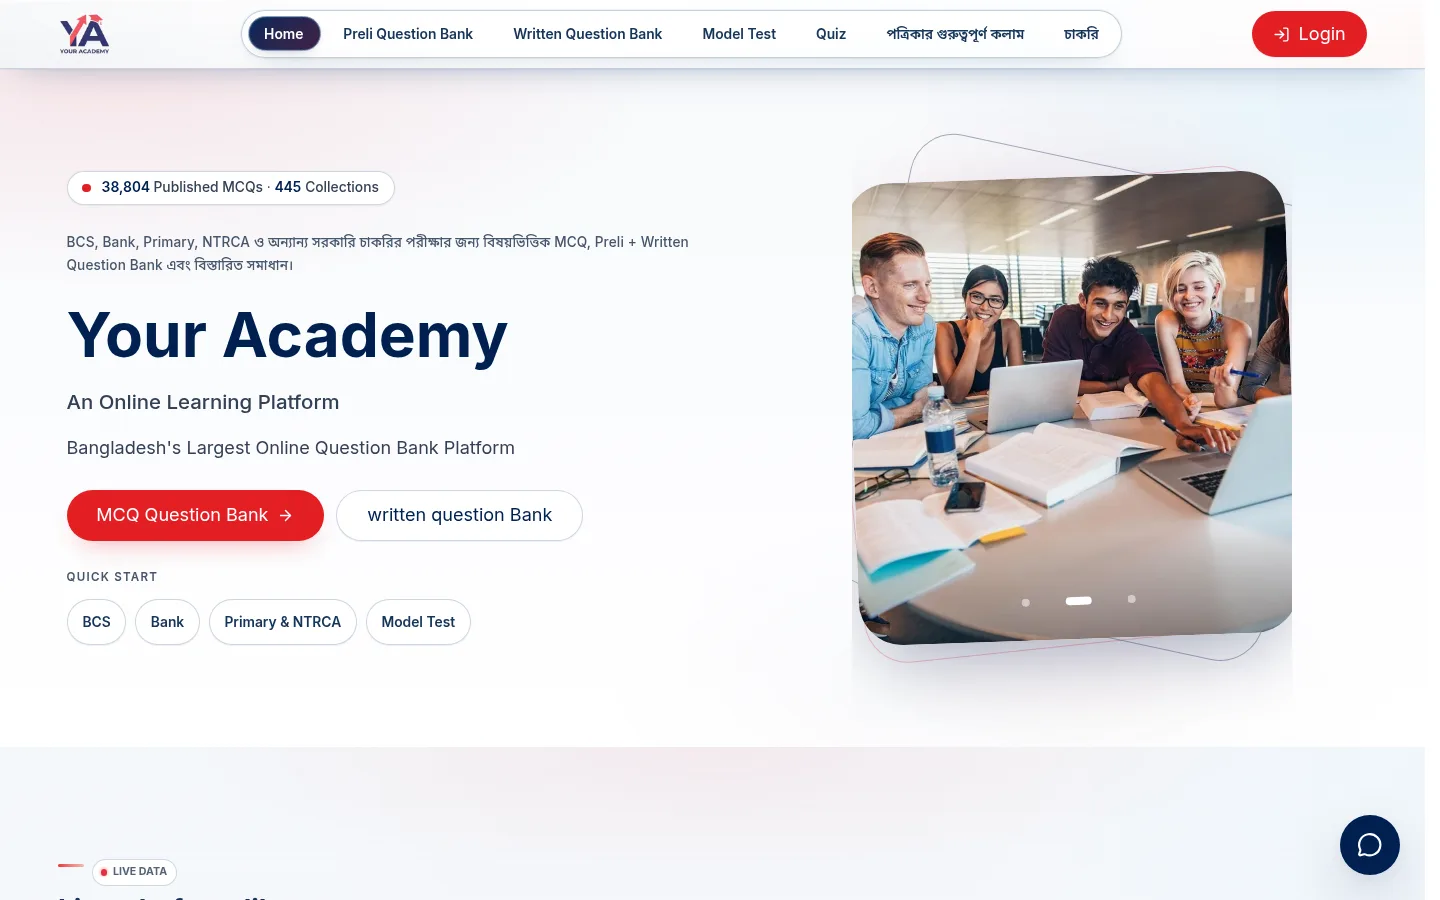 YOUR ACADEMY
Home
Preli Question Bank
Written Question Bank
Model Test
Quiz
পত্রিকার গুরুত্বপূর্ণ কলাম
চাকরি
Login
38,804 Published MCQs · 445 Collections
BCS, Bank, Primary, NTRCA ও অন্যান্য সরকারি চাকরির পরীক্ষার জন্য বিষয়ভিত্তিক MCQ, Preli + Written
Question Bank এবং বিস্তারিত সমাধান।
Your Academy
An Online Learning Platform
Bangladesh's Largest Online Question Bank Platform
MCQ Question Bank
written question Bank
QUICK START
BCS
Bank
Primary & NTRCA
Model Test
LIVE DATA